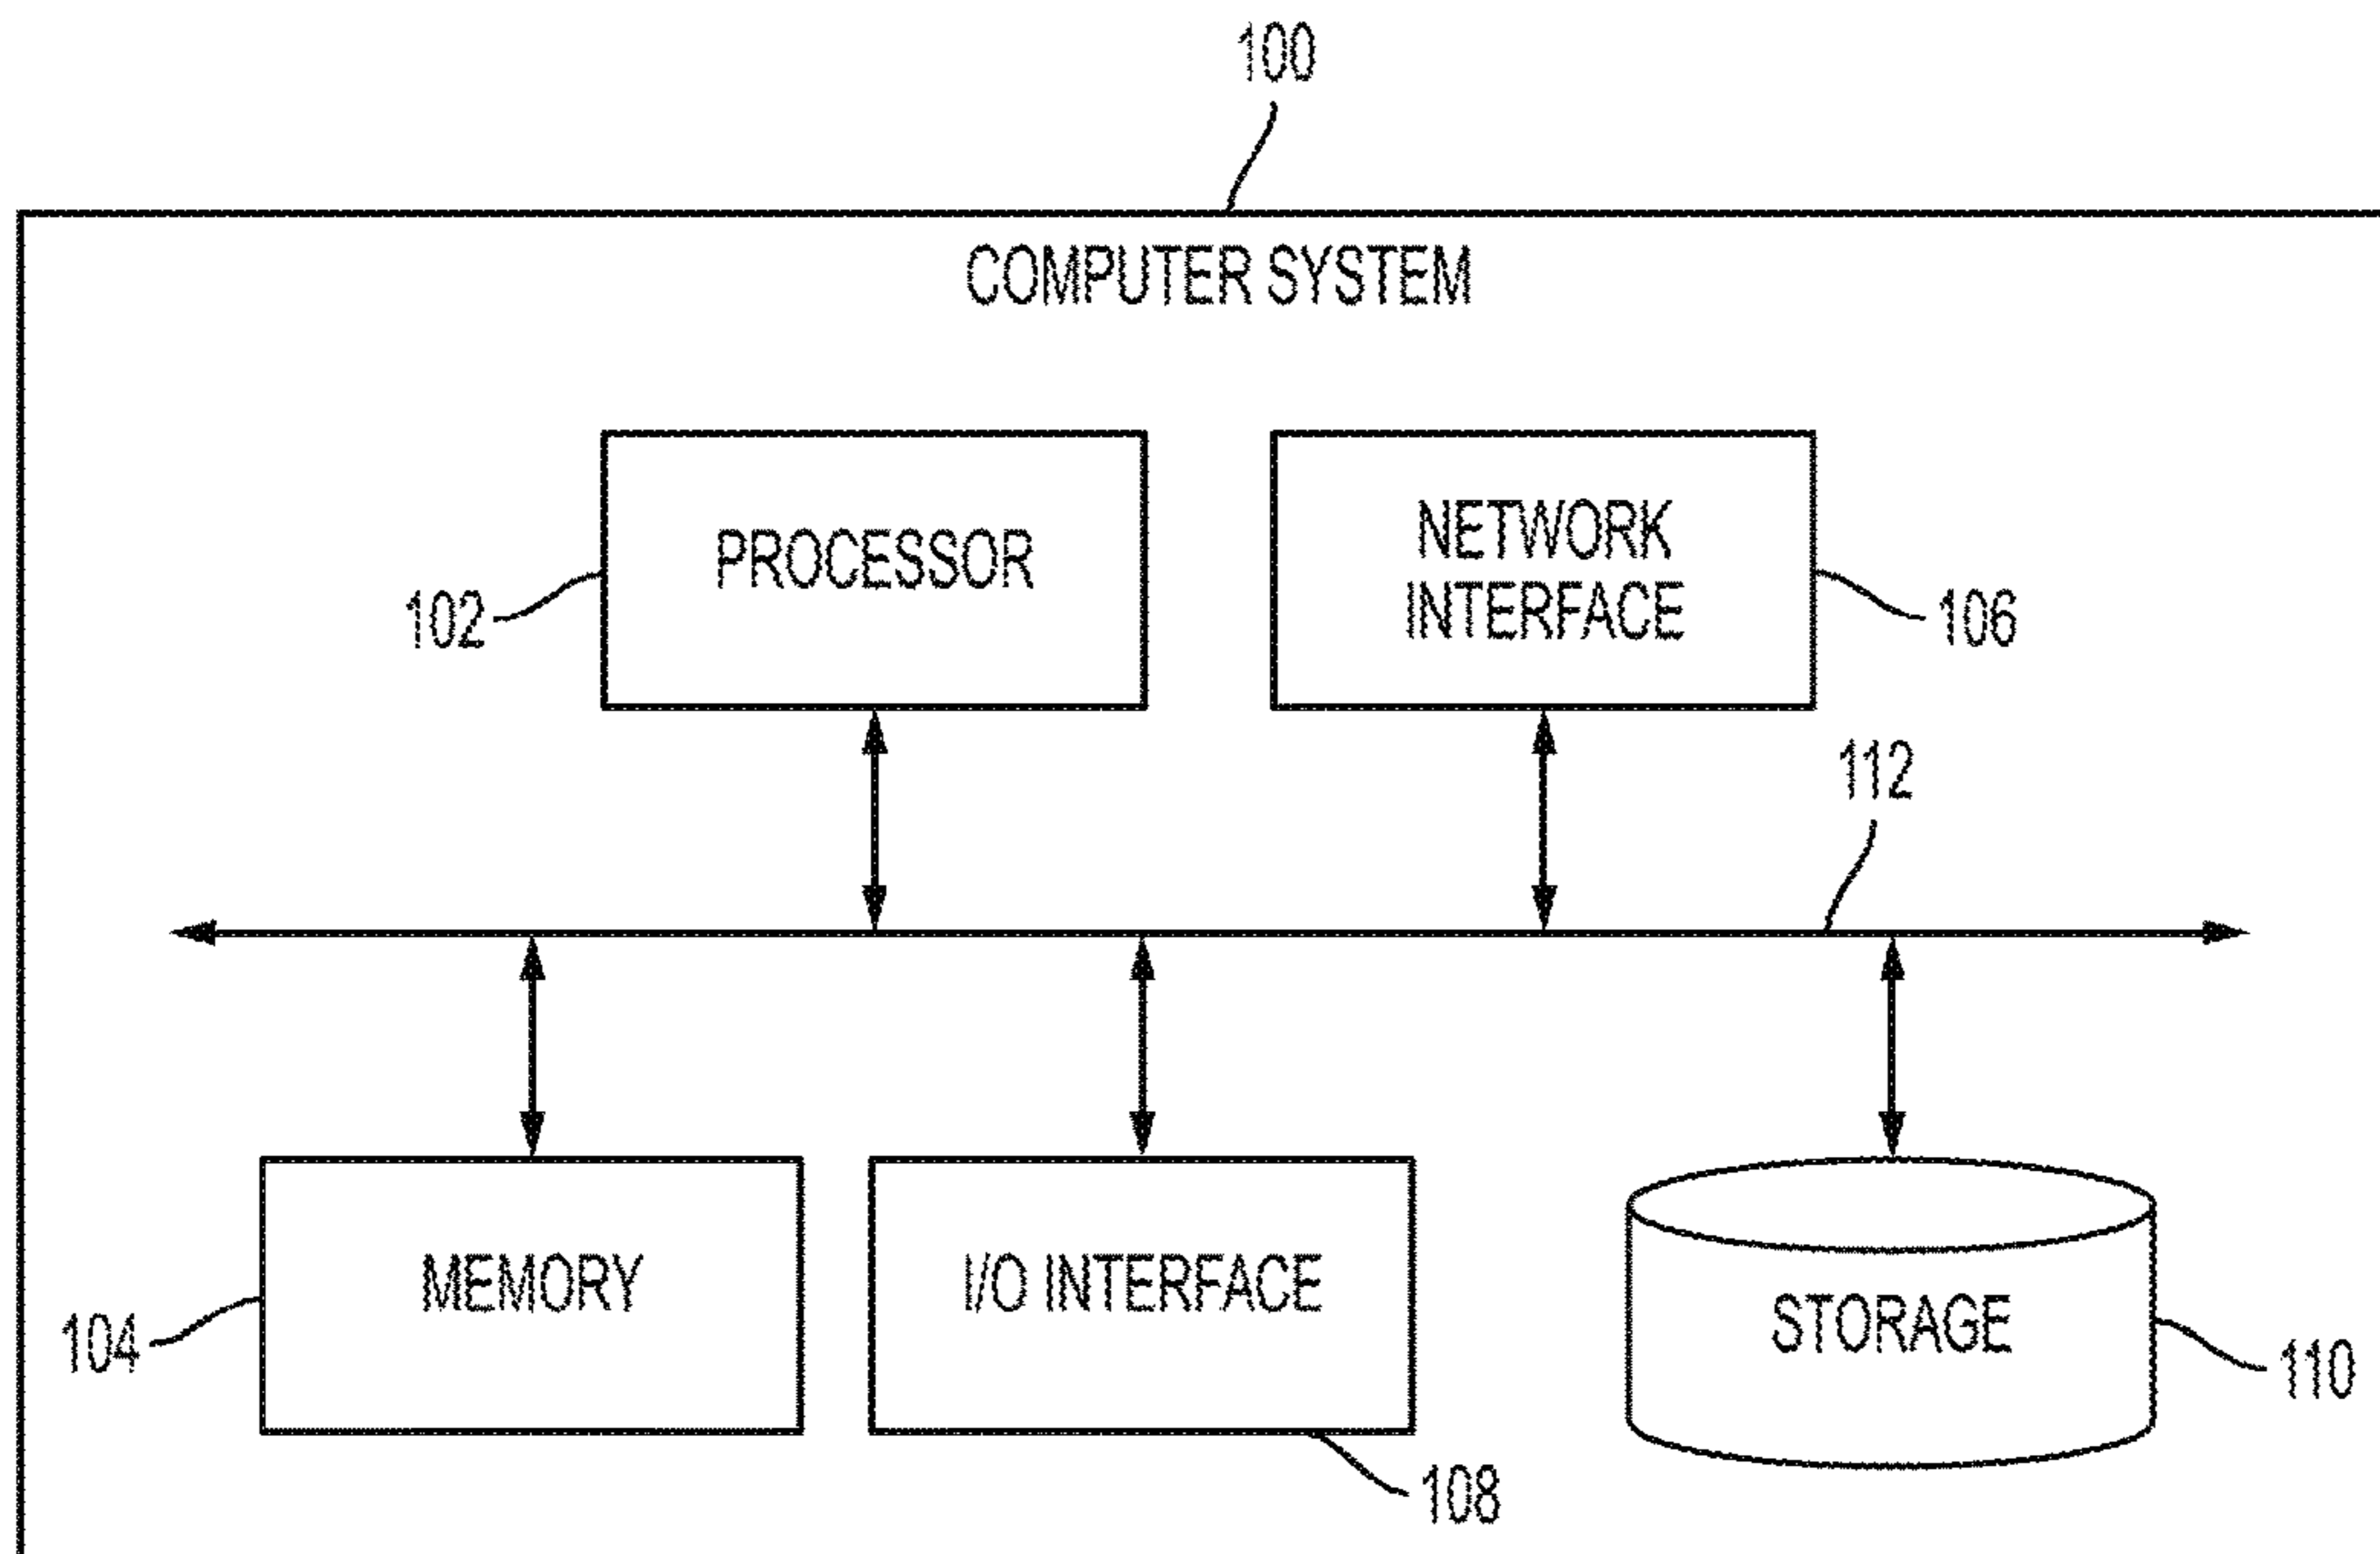 100
COMPUTER SYSTEM
PROCESSOR
NETWORK
INTERFACE
102
106
112
MEMORY
I/O INTERFACE
STORAGE
104
110
108